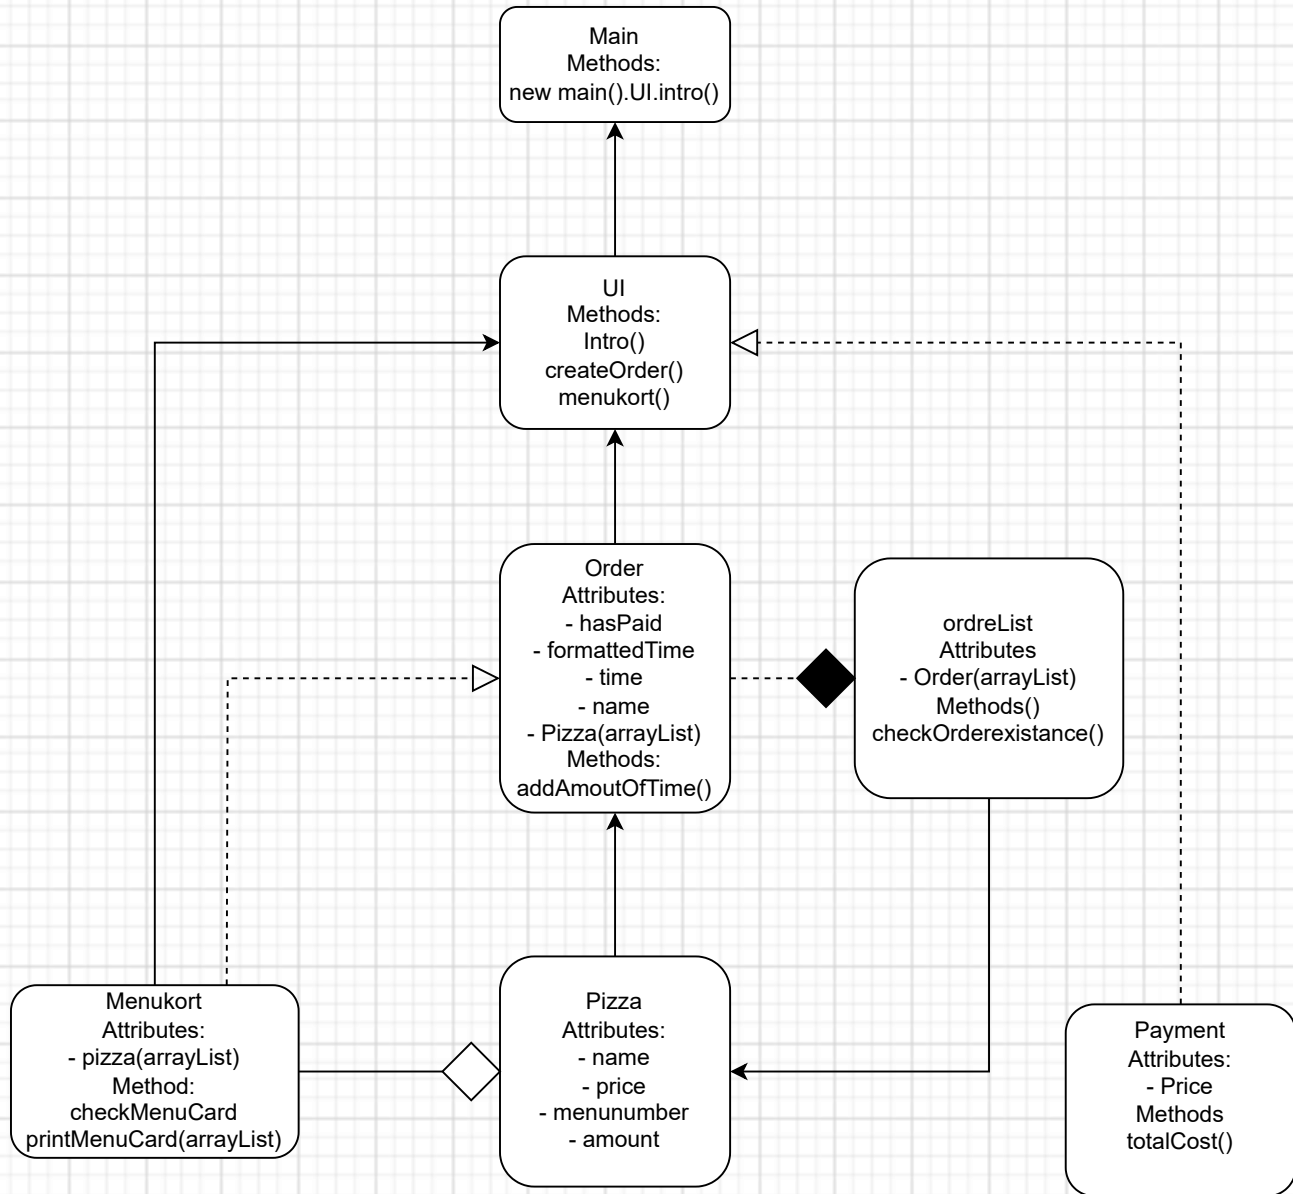 Main
Methods:
new main().UI.intro()
UI
Methods:
Intro()
createOrder()
menukort()
Order
Attributes:
- hasPaid
- formattedTime
- time
- name
- Pizza(arrayList)
Methods:
addAmoutOfTime()
ordreList
Attributes
- Order(arrayList)
Methods()
checkOrderexistance()
Menukort
Attributes:
- pizza(arrayList)
Method:
checkMenuCard
printMenuCard(arrayList)
Pizza
Attributes:
- name
- price
- menunumber
- amount
Payment
Attributes:
- Price
Methods
totalCost()